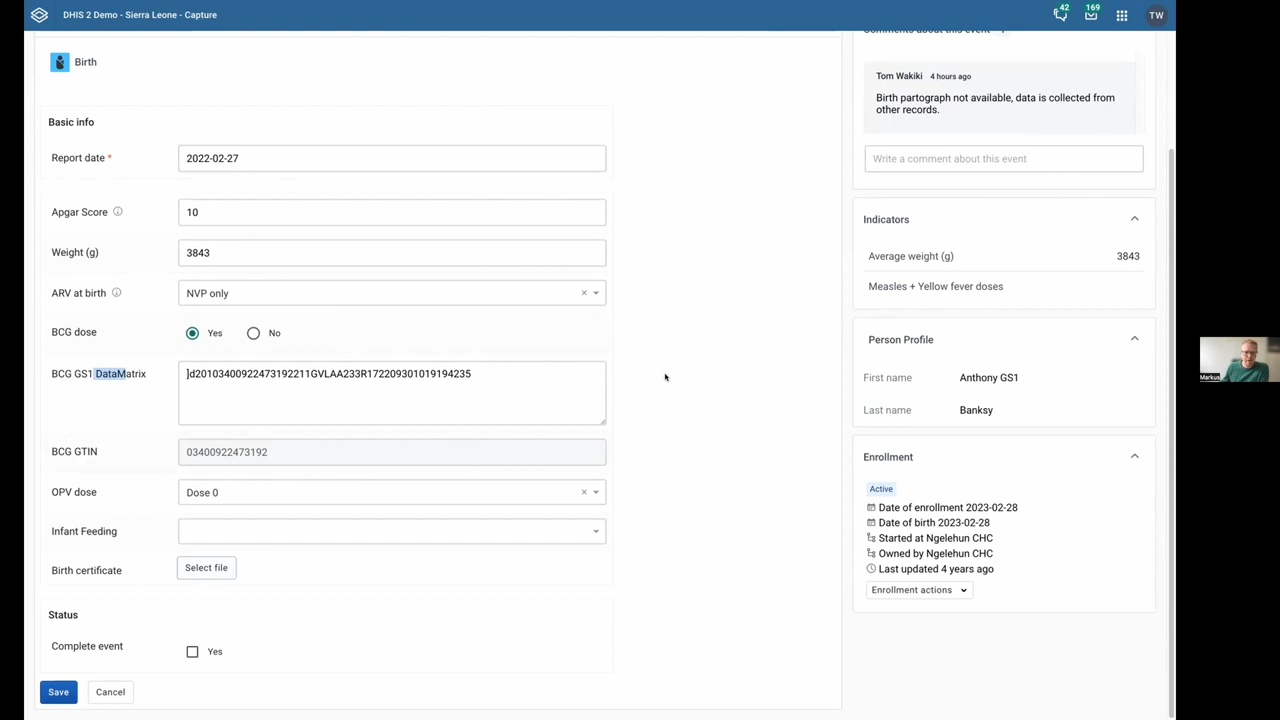 DHIS 2 Demo - Sierra Leone - Capture
42
169
TW
Birth
Basic info
Report date *
2022-02-27
Apgar Score
10
Weight (g)
3843
ARV at birth
NVP only
BCG dose
Yes
No
BCG GS1 DataMatrix
]d20103400922473192211GVLAA233R172209301019194235
BCG GTIN
03400922473192
OPV dose
Dose 0
Infant Feeding
Birth certificate
Select file
Status
Complete event
Yes
Save
Cancel
Comments about this event
Tom Wakiki 4 hours ago
Birth partograph not available, data is collected from
other records.
Write a comment about this event
Indicators
Average weight (g)
3843
Measles + Yellow fever doses
Person Profile
First name
Anthony GS1
Last name
Banksy
Enrollment
Active
Date of enrollment 2023-02-28
Date of birth 2023-02-28
Started at Ngelehun CHC
Owned by Ngelehun CHC
Last updated 4 years ago
Enrollment actions
Markus